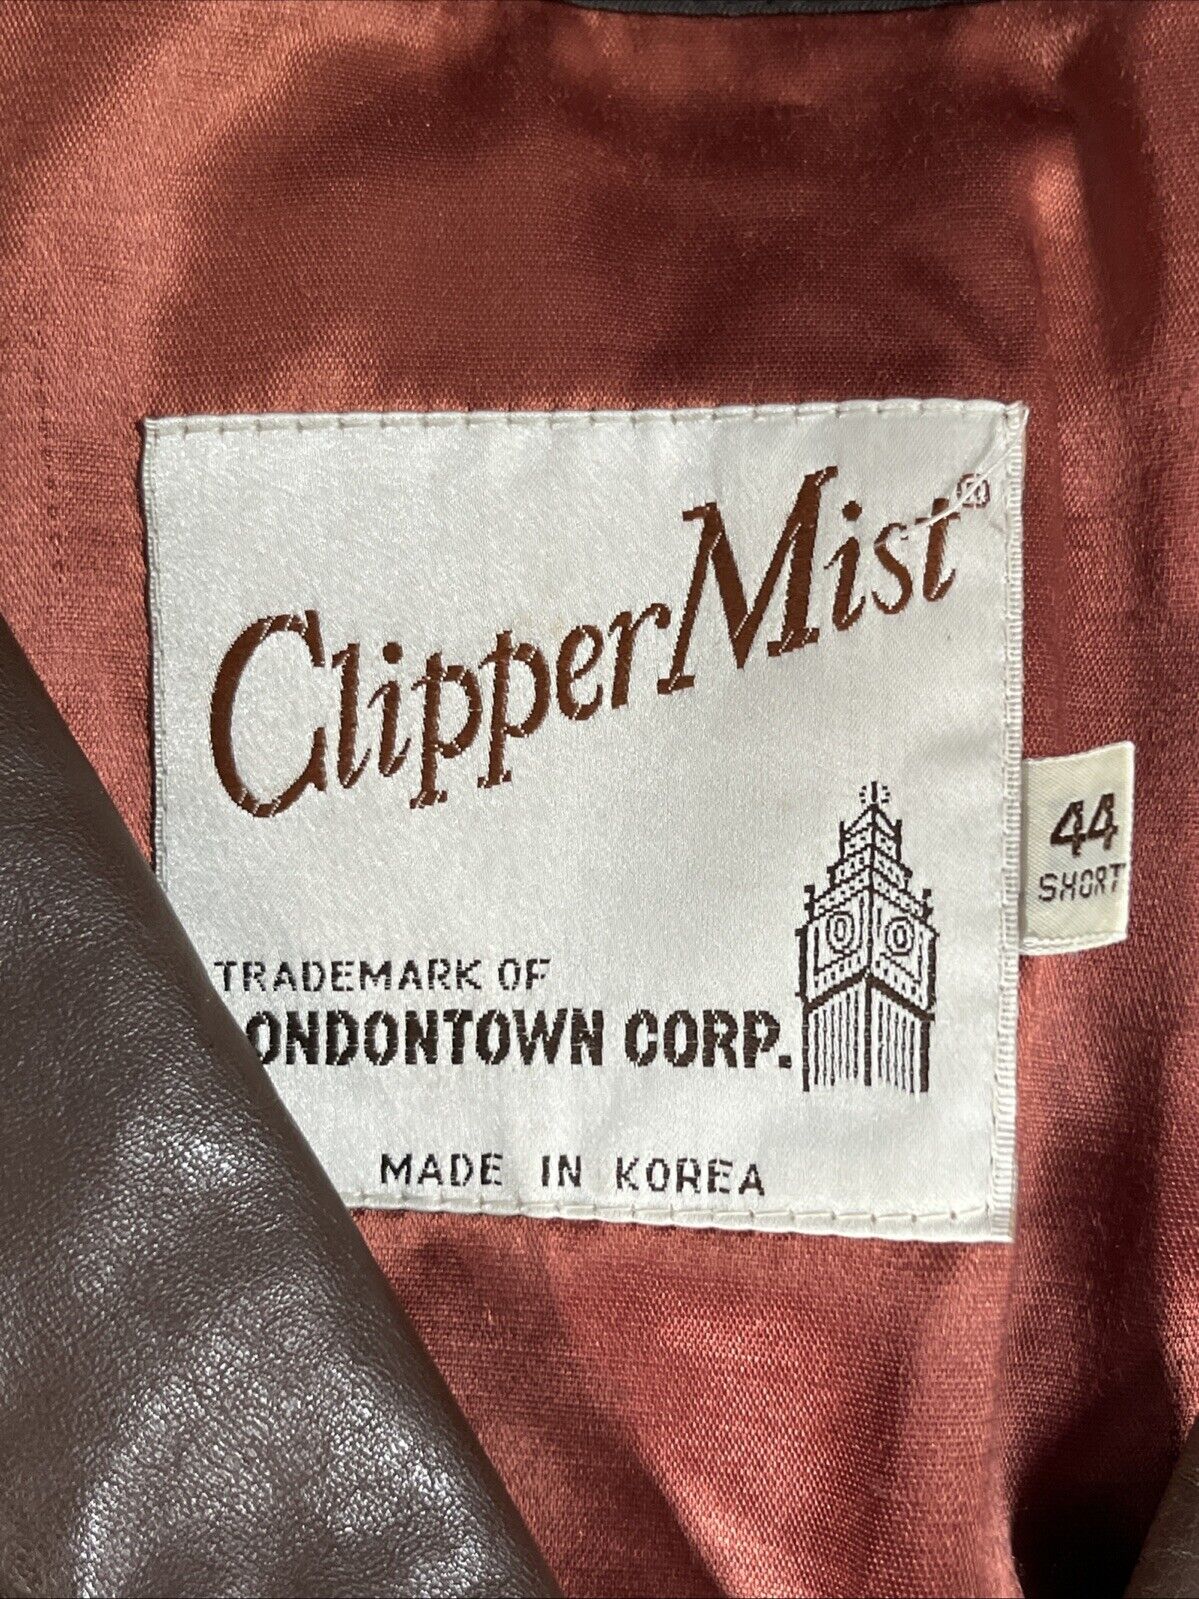 ClipperMist®
44
SHORT
TRADEMARK OF
ONDONTOWN CORP.
MADE IN KOREA